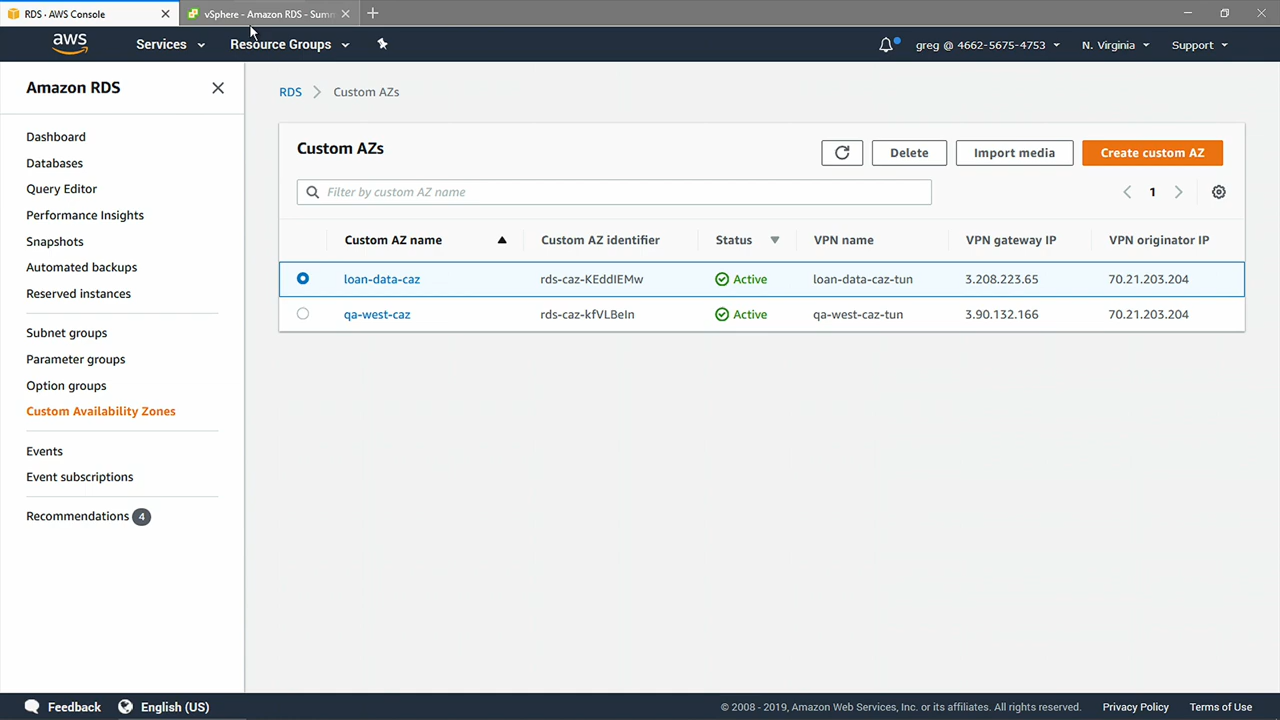 RDS · AWS Console
vSphere - Amazon RDS - Summ
aws
Services
Resource Groups
greg @ 4662-5675-4753
N. Virginia
Support
Amazon RDS
Dashboard
Databases
Query Editor
Performance Insights
Snapshots
Automated backups
Reserved instances
Subnet groups
Parameter groups
Option groups
Custom Availability Zones
Events
Event subscriptions
Recommendations 4
RDS Custom AZs
Custom AZs
Delete
Import media
Create custom AZ
Filter by custom AZ name
1
Custom AZ name Custom AZ identifier Status VPN name VPN gateway IP VPN originator IP
loan-data-caz rds-caz-KEddIEMw Active loan-data-caz-tun 3.208.223.65 70.21.203.204
qa-west-caz rds-caz-kfVLBeIn Active qa-west-caz-tun 3.90.132.166 70.21.203.204
Feedback
English (US)
© 2008 - 2019, Amazon Web Services, Inc. or its affiliates. All rights reserved.
Privacy Policy
Terms of Use